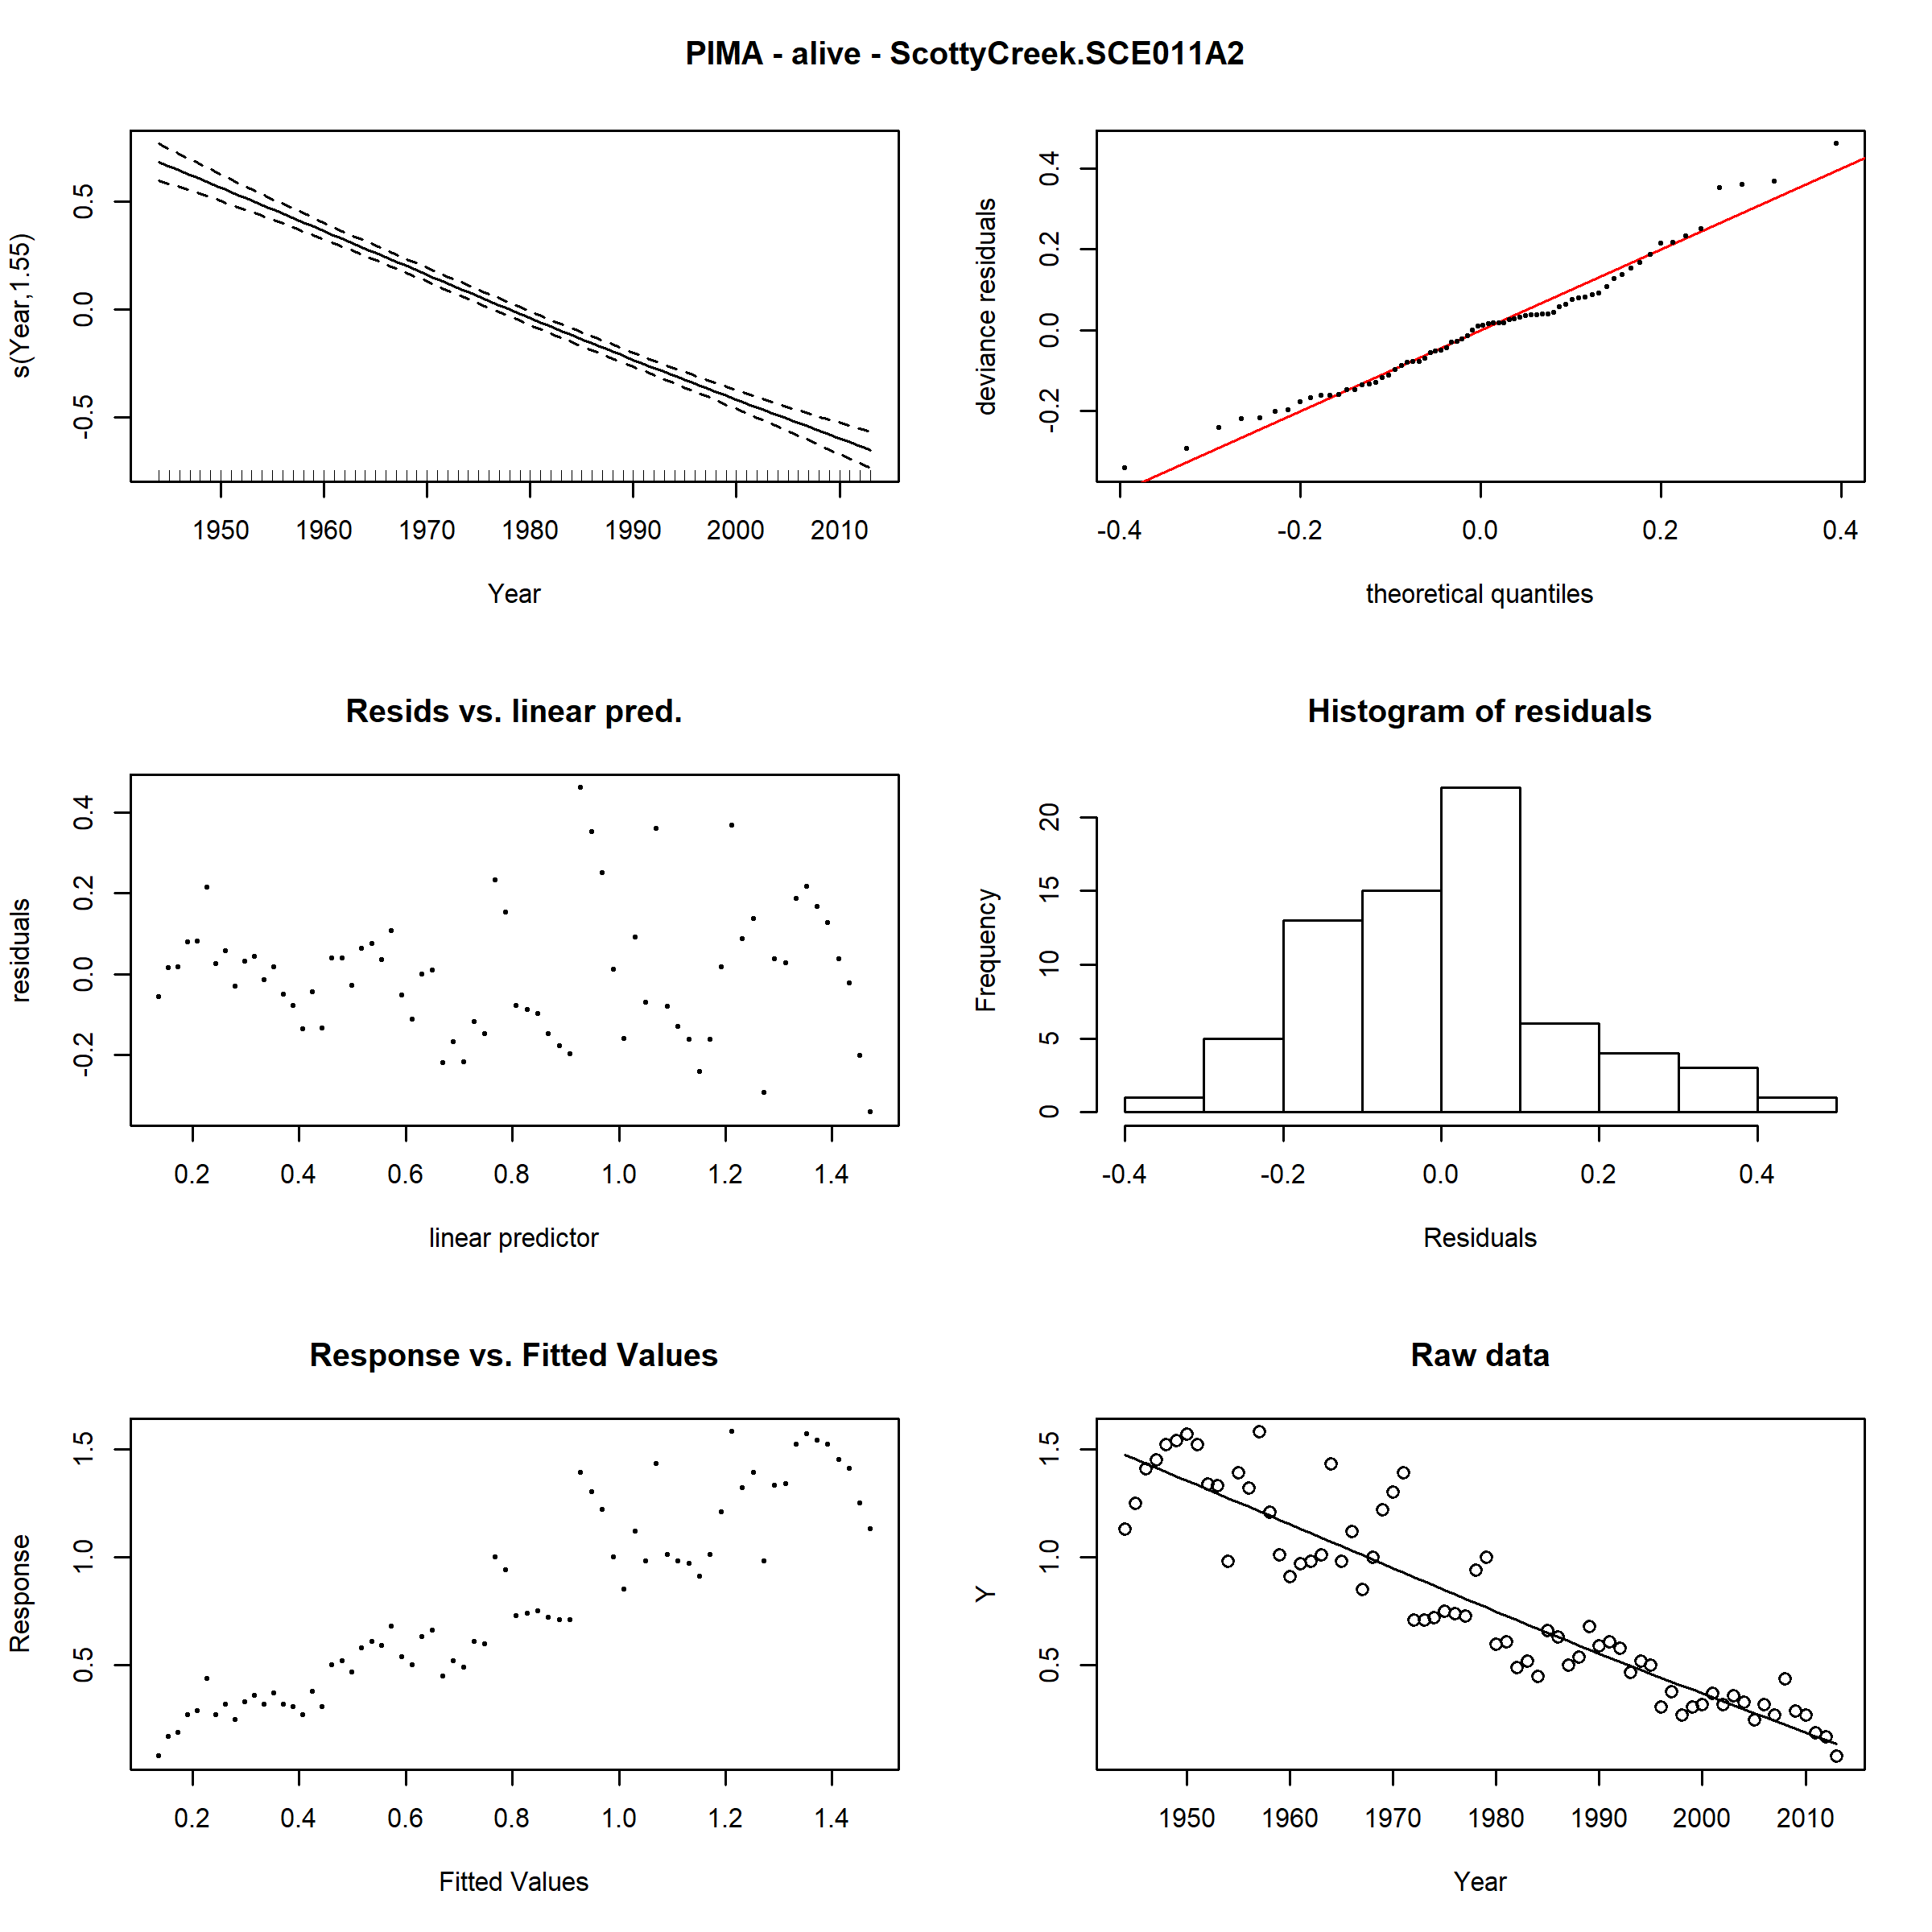 PIMA - alive - ScottyCreek.SCE011A2
s(Year,1.55)
0.5
0.0
-0.5
1950 1960 1970 1980 1990 2000 2010
Year
deviance residuals
0.4
0.2
0.0
-0.2
-0.4 -0.2 0.0 0.2 0.4
theoretical quantiles
Resids vs. linear pred.
residuals
0.4
0.2
0.0
-0.2
0.2 0.4 0.6 0.8 1.0 1.2 1.4
linear predictor
Histogram of residuals
Frequency
20
15
10
5
0
-0.4 -0.2 0.0 0.2 0.4
Residuals
Response vs. Fitted Values
Response
1.5
1.0
0.5
0.2 0.4 0.6 0.8 1.0 1.2 1.4
Fitted Values
Raw data
Y
1.5
1.0
0.5
1950 1960 1970 1980 1990 2000 2010
Year